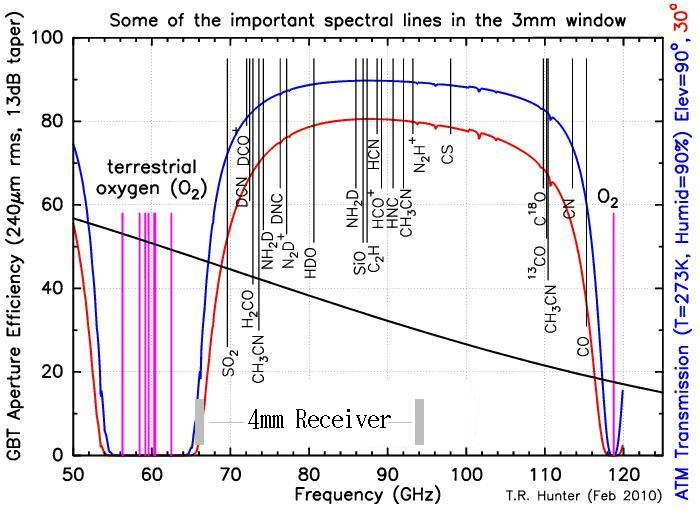 Some of the important spectral lines in the 3mm window
GBT Aperture Efficiency (240μm rms, 13dB taper)
ATM Transmission (T=273K, Humid=90%) Elev=90°, 30°
100
80
60
40
20
0
terrestrial
oxygen (O₂)
SO₂
DCN
DCO⁺
H₂CO
CH₃CN
NH₂D
DNC
N₂D⁺
HDO
NH₂D
SiO
C₂H
HCN
HCO⁺
HNC
CH₃CN
N₂H⁺
CS
C¹⁸O
¹³CO
CH₃CN
CN
CO
O₂
4mm Receiver
50
60
70
80
90
100
110
120
Frequency (GHz)
T.R. Hunter (Feb 2010)